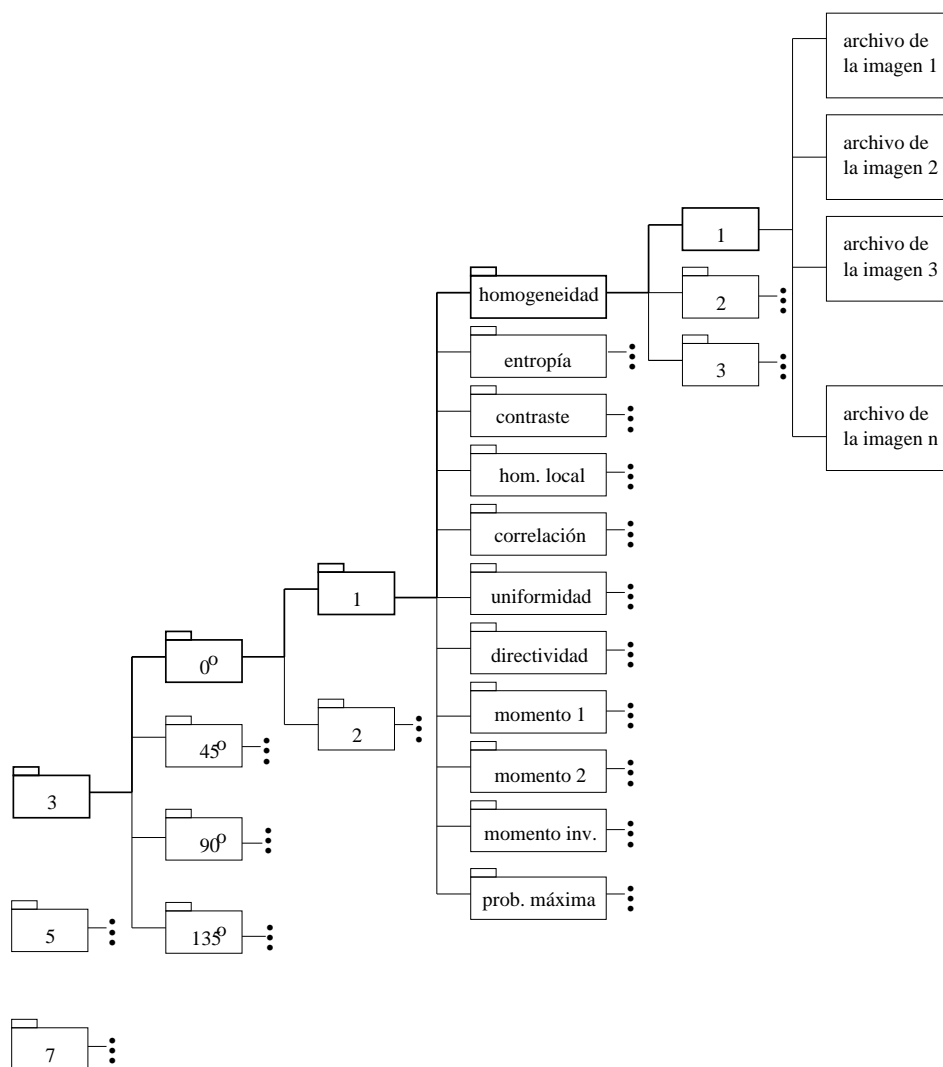 archivo de
la imagen 1
archivo de
la imagen 2
archivo de
la imagen 3
archivo de
la imagen n
1
2
3
homogeneidad
entropía
contraste
hom. local
correlación
uniformidad
directividad
momento 1
momento 2
momento inv.
prob. máxima
1
2
0º
45º
90º
135º
3
5
7